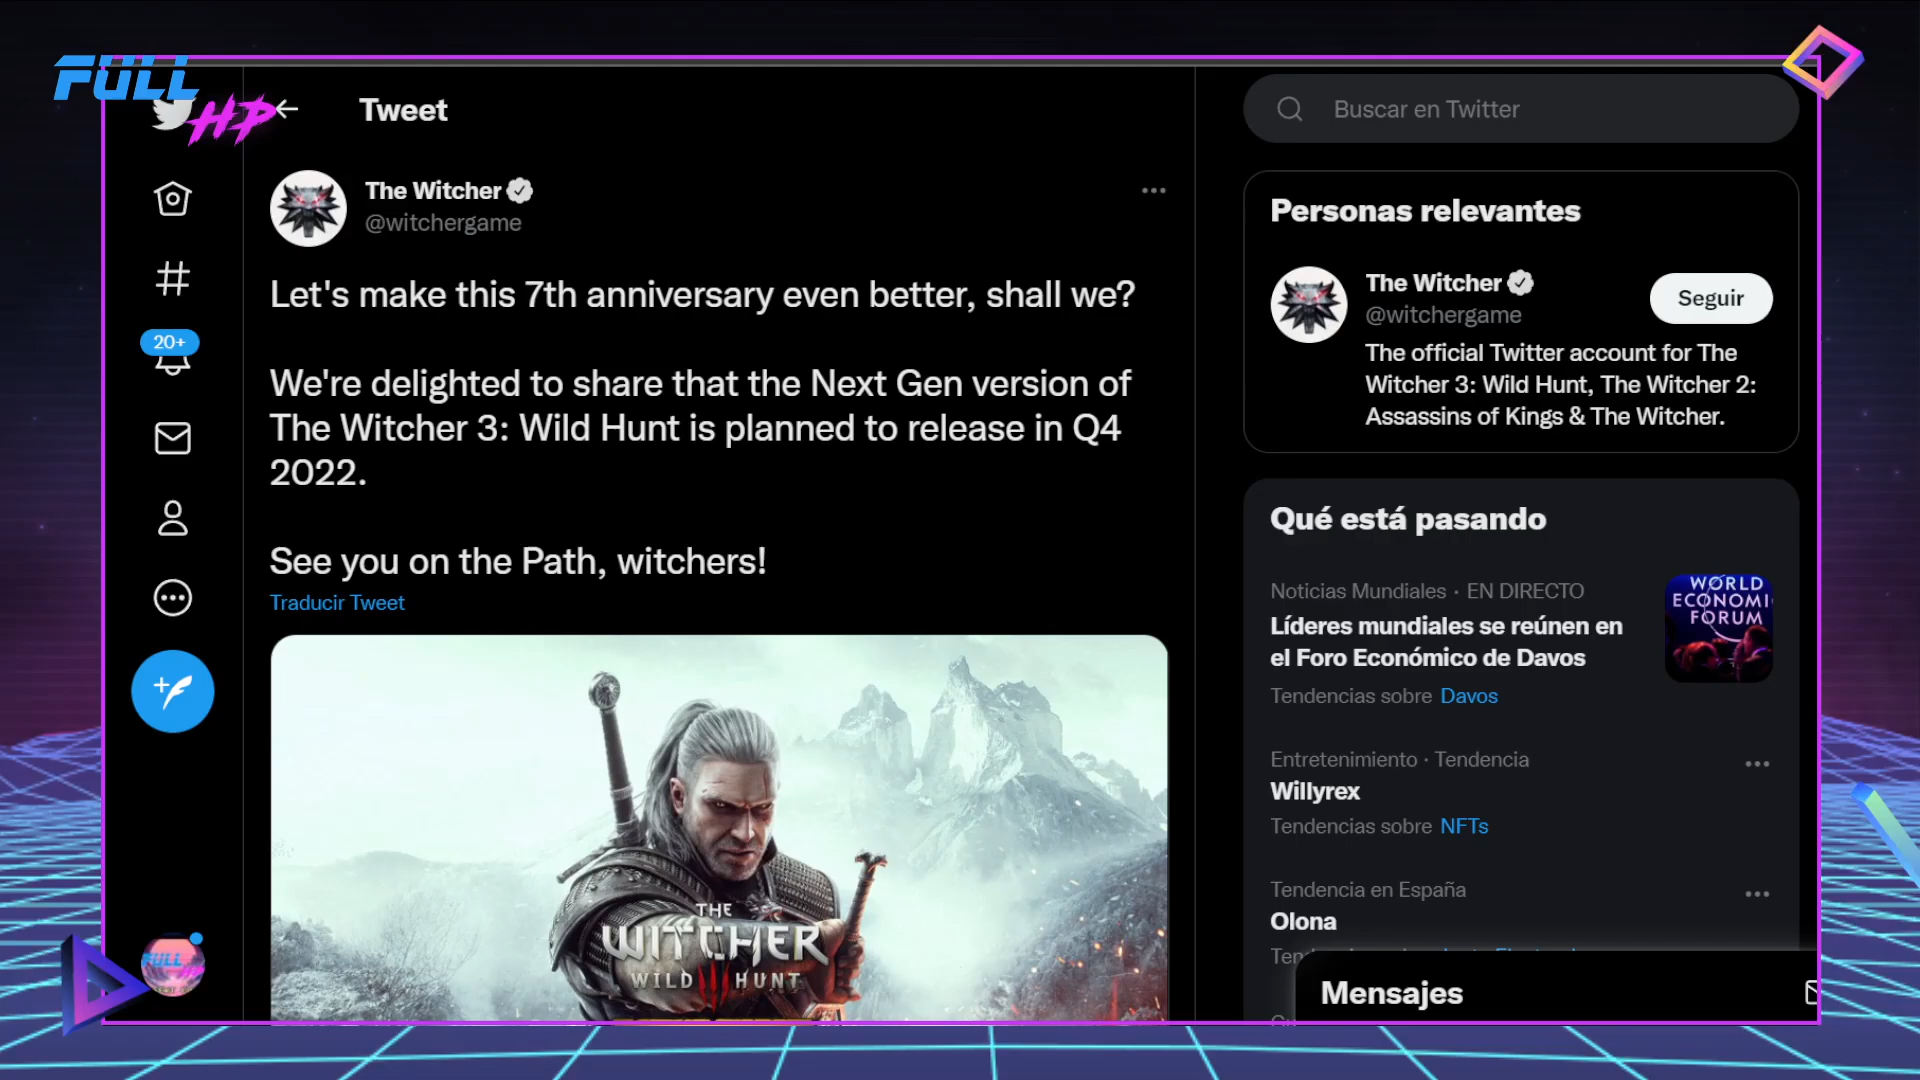 FULL
HD
Tweet
The Witcher
@witchergame
Let's make this 7th anniversary even better, shall we?
We're delighted to share that the Next Gen version of
The Witcher 3: Wild Hunt is planned to release in Q4
2022.
See you on the Path, witchers!
Traducir Tweet
THE
WITCHER
WILD HUNT
20+
FULL
Buscar en Twitter
Personas relevantes
The Witcher
@witchergame
Seguir
The official Twitter account for The
Witcher 3: Wild Hunt, The Witcher 2:
Assassins of Kings & The Witcher.
Qué está pasando
Noticias Mundiales · EN DIRECTO
Líderes mundiales se reúnen en
el Foro Económico de Davos
Tendencias sobre Davos
WORLD
ECONOMI
FORUM
Entretenimiento · Tendencia
Willyrex
Tendencias sobre NFTs
Tendencia en España
Olona
Mensajes